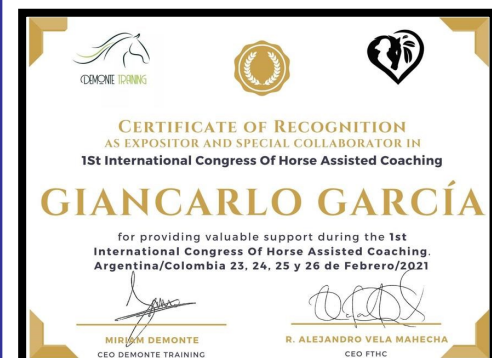 DEMONTE TRAINING
CERTIFICATE OF RECOGNITION
AS EXPOSITOR AND SPECIAL COLLABORATOR IN
1St International Congress Of Horse Assisted Coaching
GIANCARLO GARCÍA
for providing valuable support during the 1st
International Congress Of Horse Assisted Coaching.
Argentina/Colombia 23, 24, 25 y 26 de Febrero/2021
MIRIAM DEMONTE
CEO DEMONTE TRAINING
R. ALEJANDRO VELA MAHECHA
CEO FTHC